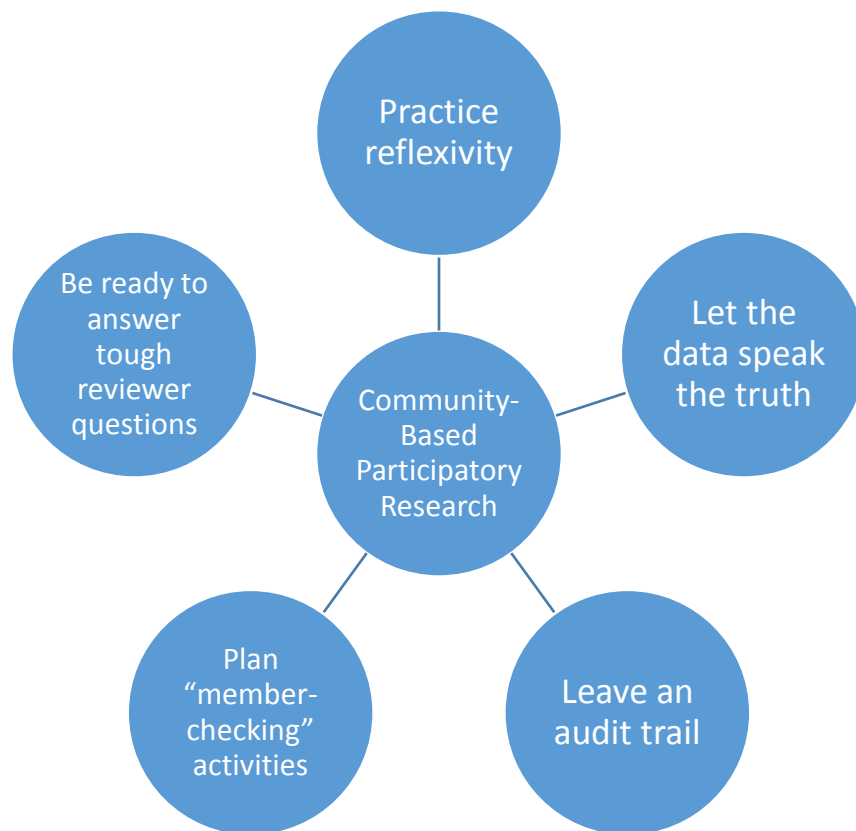 Practice
reflexivity
Let the
data speak
the truth
Leave an
audit trail
Plan
“member-
checking”
activities
Be ready to
answer
tough
reviewer
questions
Community-
Based
Participatory
Research